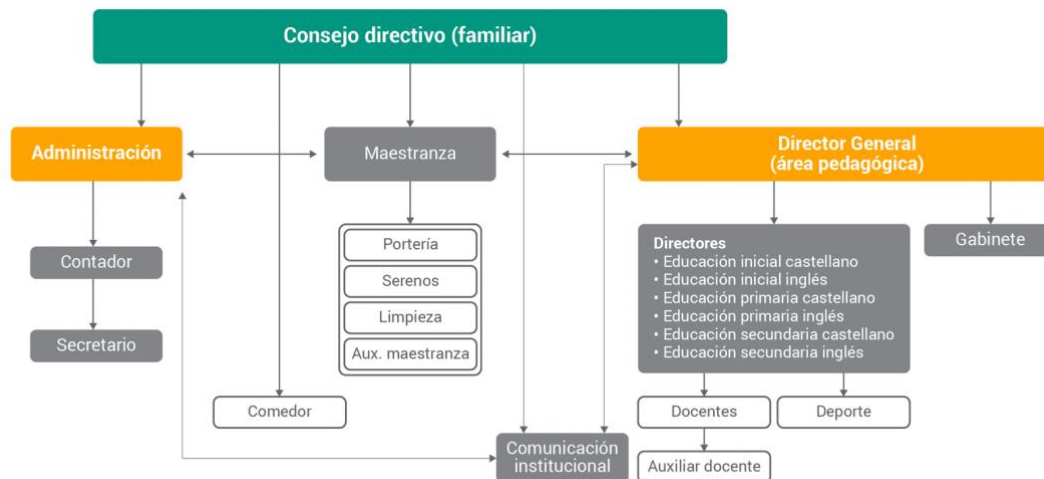 Consejo directivo (familiar)
Administración
Maestranza
Director General
(área pedagógica)
Contador
Secretario
Portería
Serenos
Limpieza
Aux. maestranza
Comedor
Comunicación
institucional
Directores
• Educación inicial castellano
• Educación inicial inglés
• Educación primaria castellano
• Educación primaria inglés
• Educación secundaria castellano
• Educación secundaria inglés
Gabinete
Docentes
Deporte
Auxiliar docente